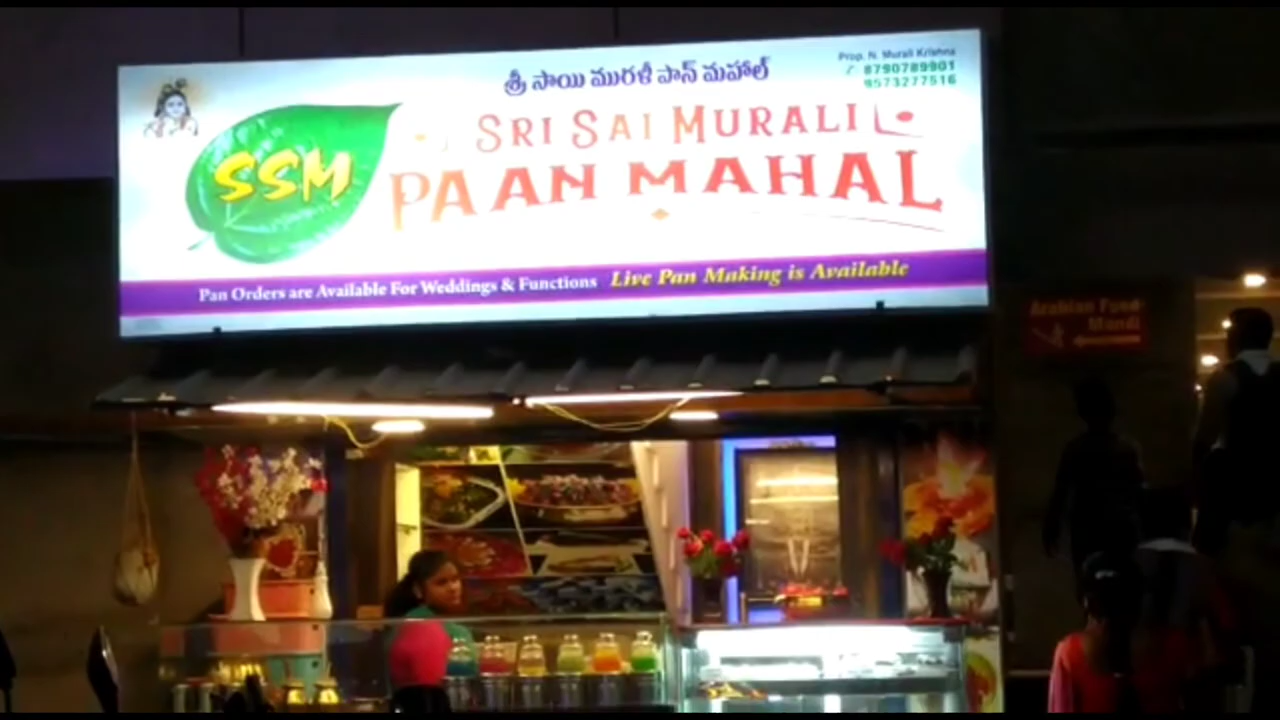 శ్రీ సాయి మురళీ పాన్ మహల్
Prop. N. Murali Krishna
8790789901
9573277516
SSM
SRI SAI MURALI
PAAN MAHAL
Pan Orders are Available For Weddings & Functions Live Pan Making is Available
Arabian Food
Mandi